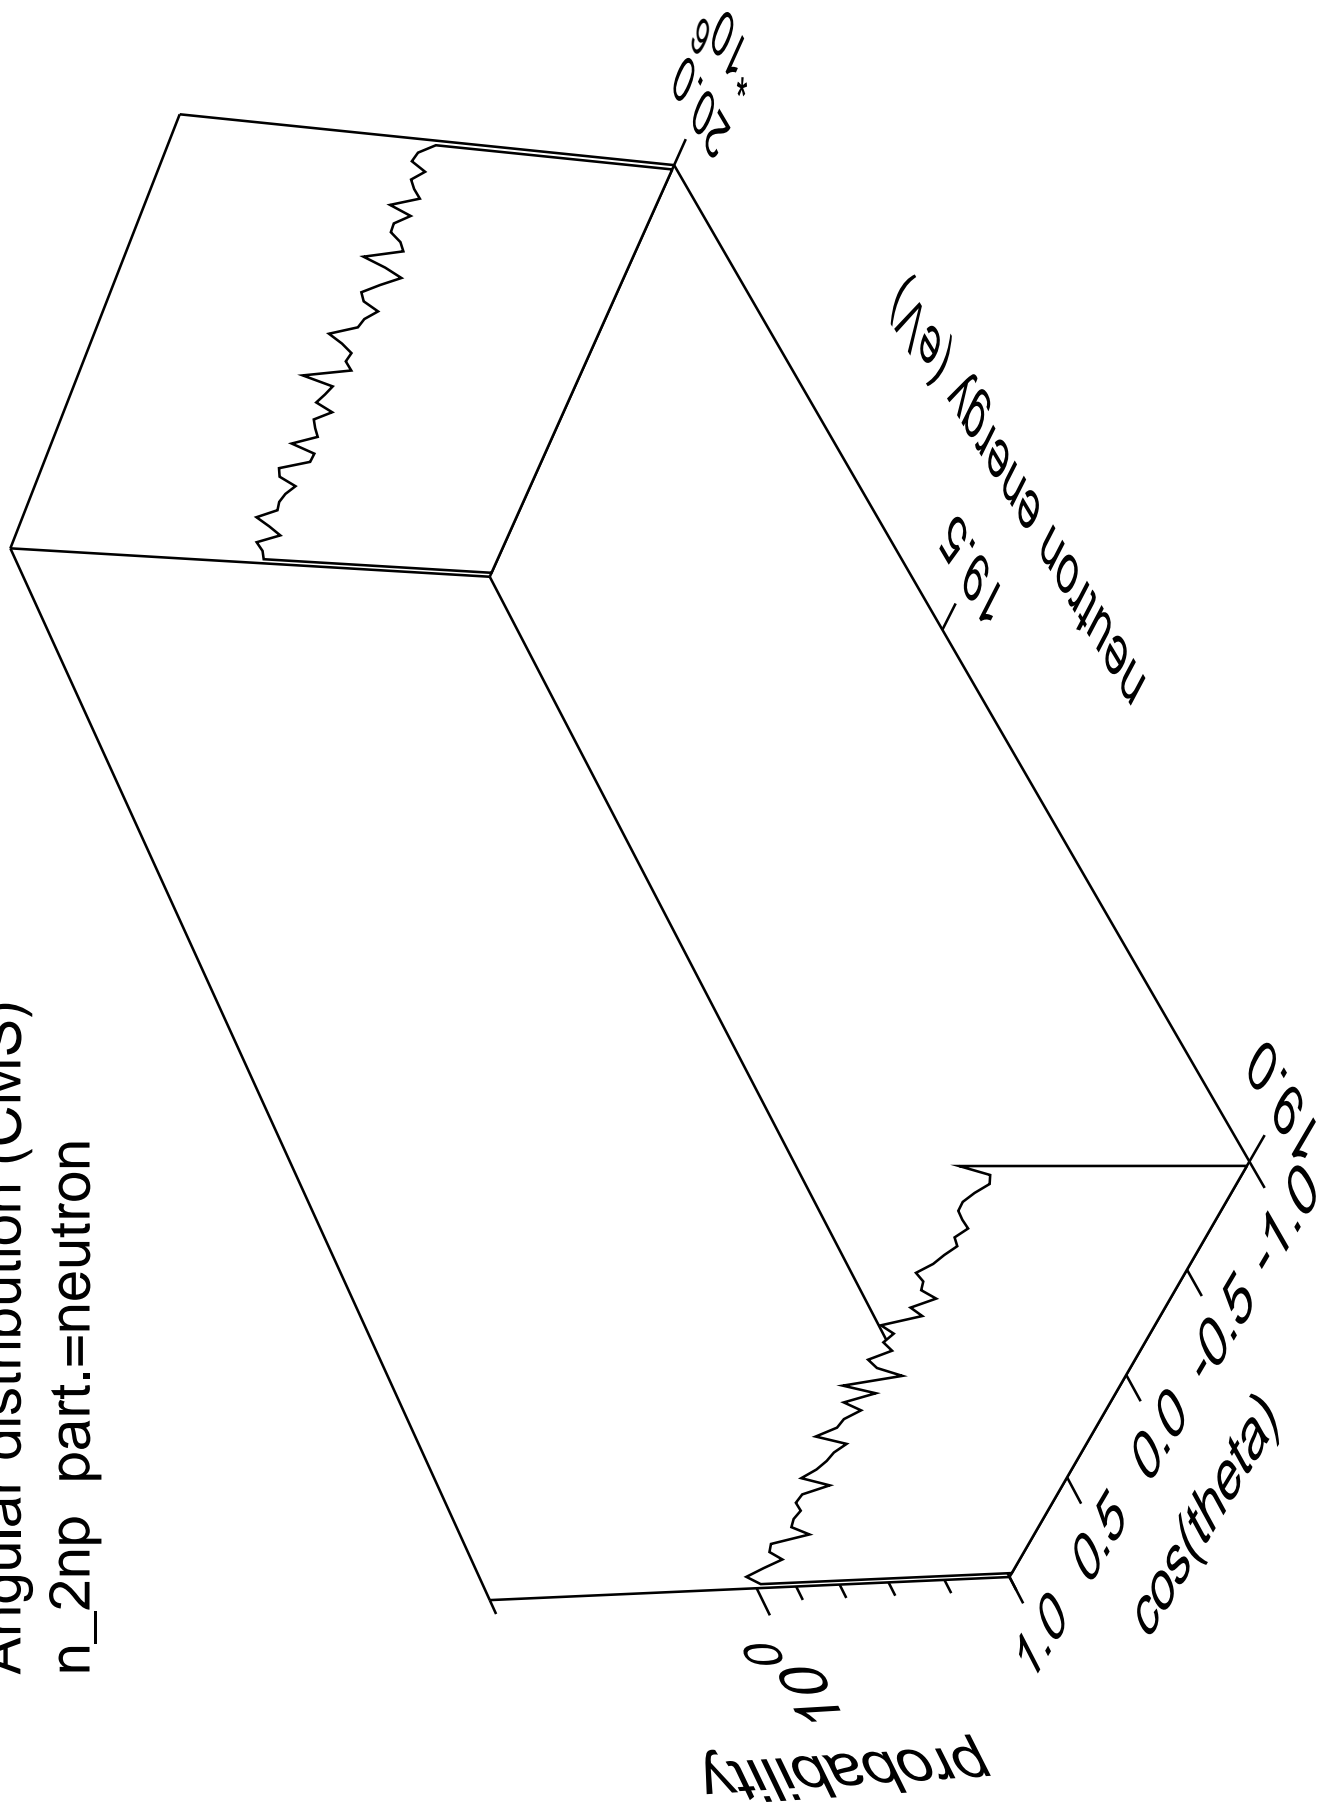 Angular distribution (CMS)
n_2np part.=neutron
probability
10 0
1.0 0.5 0.0 -0.5 -1.0
cos(theta)
19.0 19.5 20.0
* 10 6
neutron energy (eV)